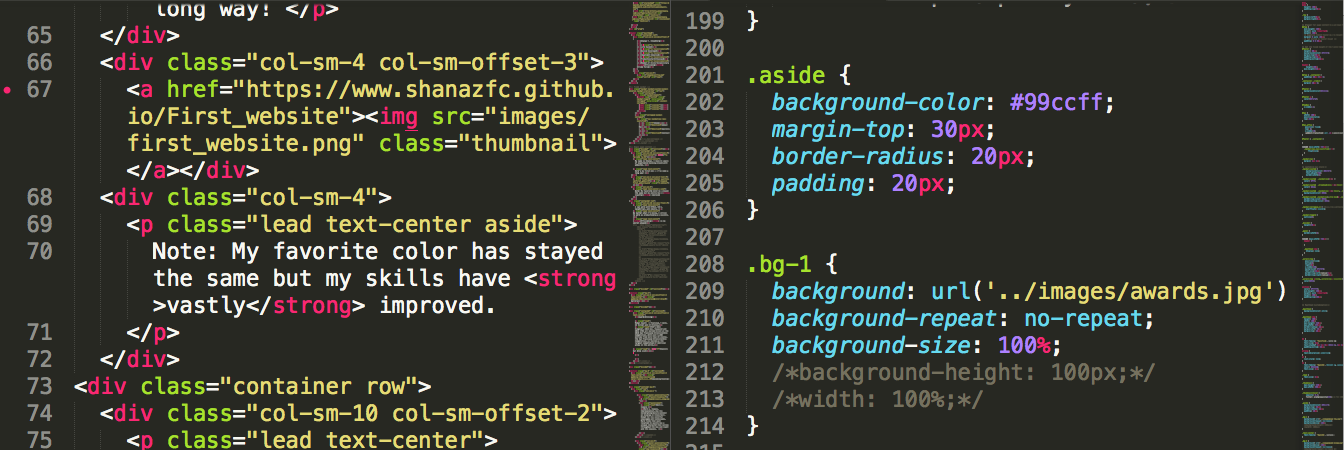 long way! </p>
65 </div>
66 <div class="col-sm-4 col-sm-offset-3">
67 <a href="https://www.shanazfc.github.
io/First_website"><img src="images/
first_website.png" class="thumbnail">
</a></div>
68 <div class="col-sm-4">
69 <p class="lead text-center aside">
70 Note: My favorite color has stayed
the same but my skills have <strong
>vastly</strong> improved.
71 </p>
72 </div>
73 <div class="container row">
74 <div class="col-sm-10 col-sm-offset-2">
75 <p class="lead text-center">
199 }
200
201 .aside {
202 background-color: #99ccff;
203 margin-top: 30px;
204 border-radius: 20px;
205 padding: 20px;
206 }
207
208 .bg-1 {
209 background: url('../images/awards.jpg')
210 background-repeat: no-repeat;
211 background-size: 100%;
212 /*background-height: 100px;*/
213 /*width: 100%;*/
214 }